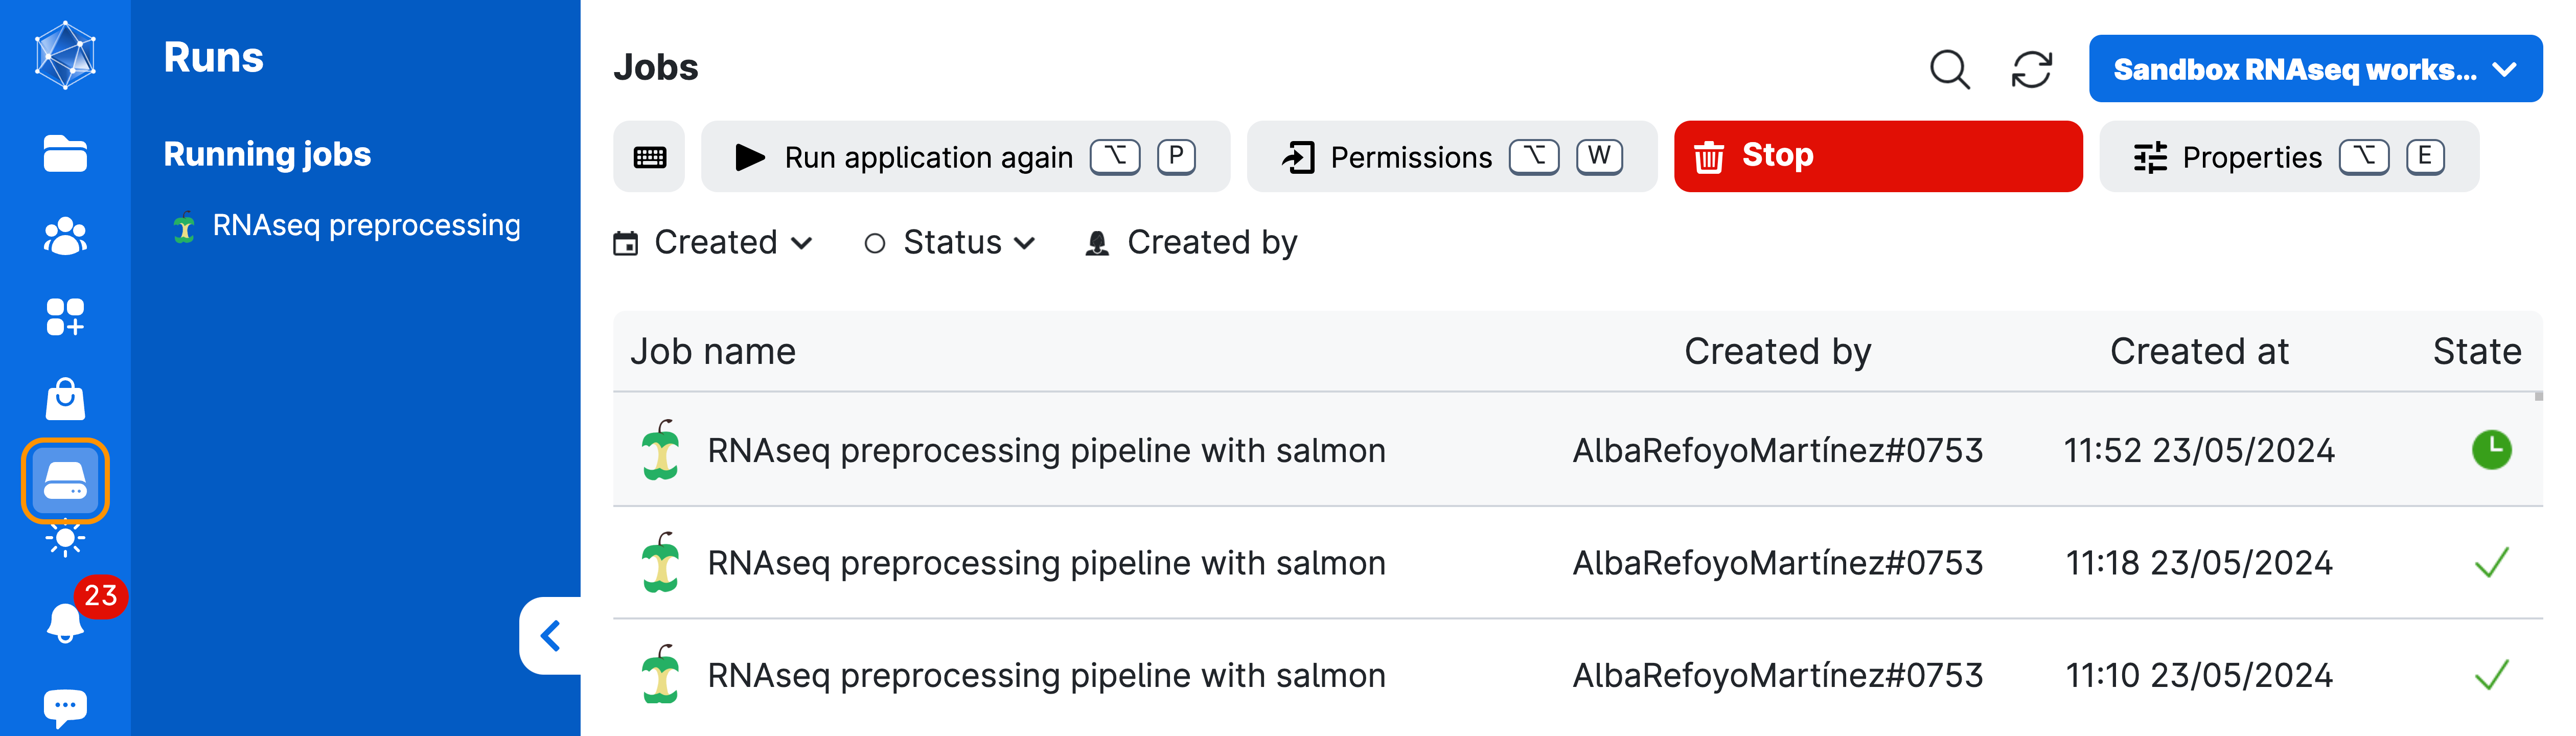 Runs
Running jobs
RNAseq preprocessing
23
Jobs
Sandbox RNAseq works...
Run application again ⌥ P
Permissions ⌥ W
Stop
Properties ⌥ E
Created
Status
Created by
Job name Created by Created at State
RNAseq preprocessing pipeline with salmon AlbaRefoyoMartínez#0753 11:52 23/05/2024
RNAseq preprocessing pipeline with salmon AlbaRefoyoMartínez#0753 11:18 23/05/2024
RNAseq preprocessing pipeline with salmon AlbaRefoyoMartínez#0753 11:10 23/05/2024